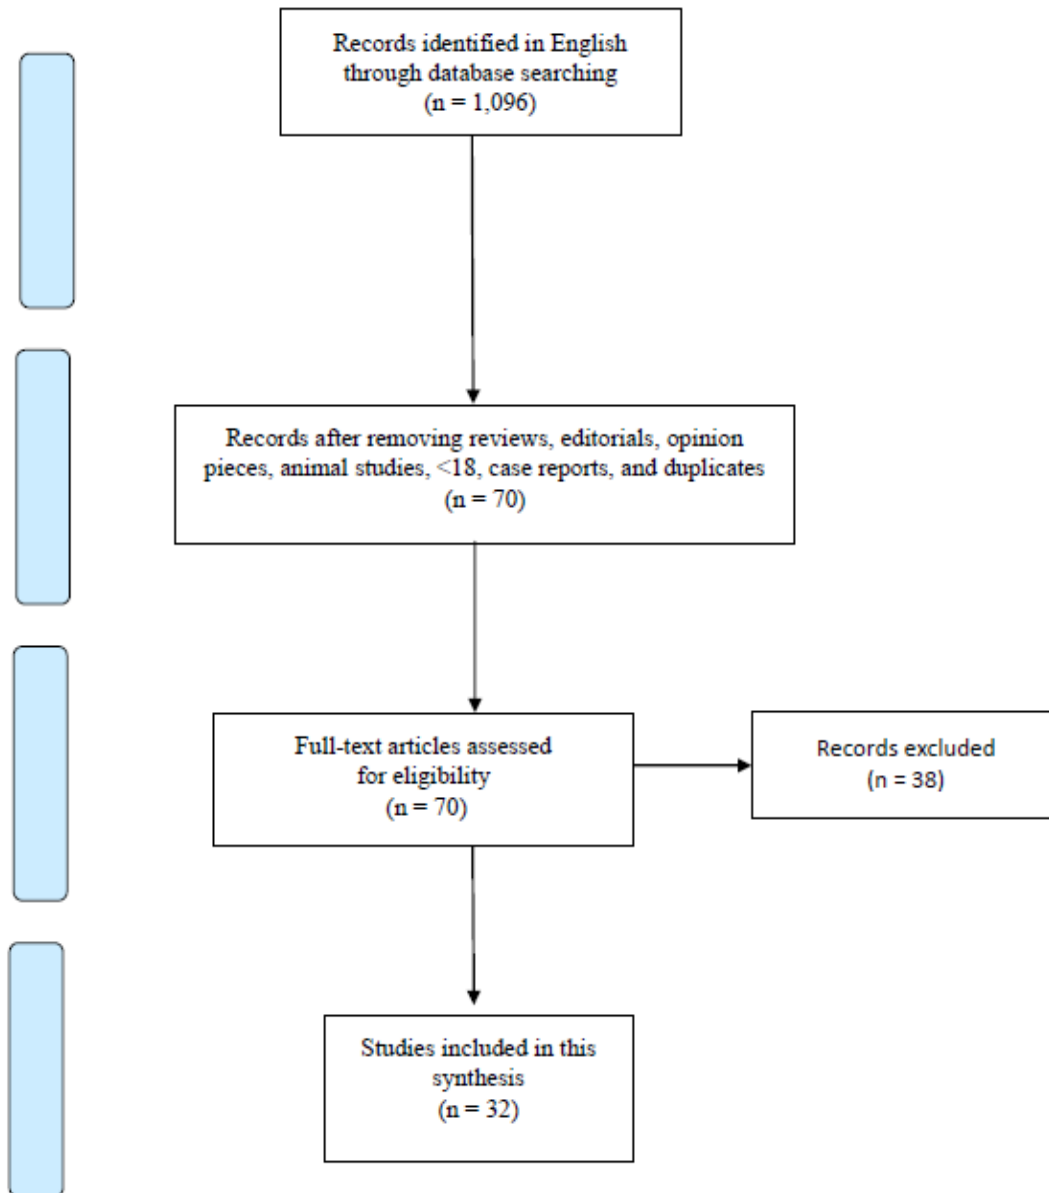 Records identified in English
through database searching
(n = 1,096)
Records after removing reviews, editorials, opinion
pieces, animal studies, <18, case reports, and duplicates
(n = 70)
Full-text articles assessed
for eligibility
(n = 70)
Records excluded
(n = 38)
Studies included in this
synthesis
(n = 32)